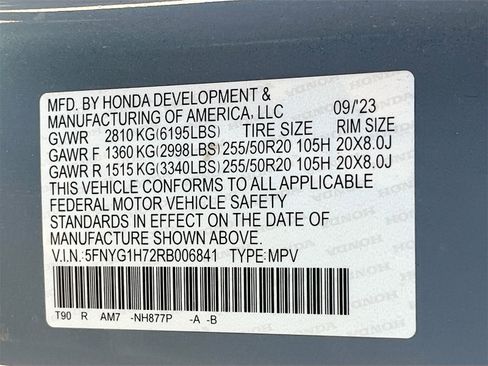 MFD. BY HONDA DEVELOPMENT &
MANUFACTURING OF AMERICA, LLC 09/'23
GVWR 2810 KG(6195LBS) TIRE SIZE RIM SIZE
GAWR F 1360 KG(2998LBS) 255/50R20 105H 20X8.0J
GAWR R 1515 KG(3340LBS) 255/50R20 105H 20X8.0J
THIS VEHICLE CONFORMS TO ALL APPLICABLE
FEDERAL MOTOR VEHICLE SAFETY
STANDARDS IN EFFECT ON THE DATE OF
MANUFACTURE SHOWN ABOVE.
V.I.N.: 5FNYG1H72RB006841 TYPE: MPV
T90 R AM7 -NH877P -A -B